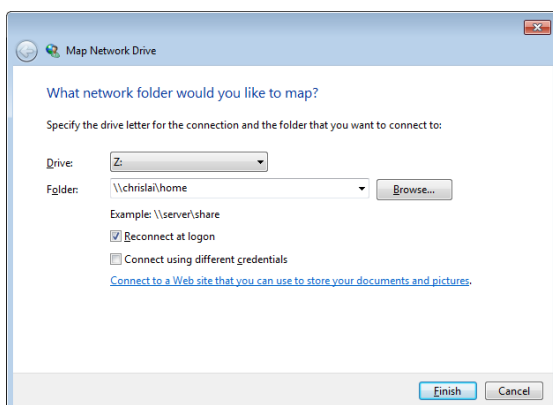 Map Network Drive
What network folder would you like to map?
Specify the drive letter for the connection and the folder that you want to connect to:
Drive: Z:
Folder: \\chrislai\home Browse...
Example: \\server\share
Reconnect at logon
Connect using different credentials
Connect to a Web site that you can use to store your documents and pictures.
Finish Cancel